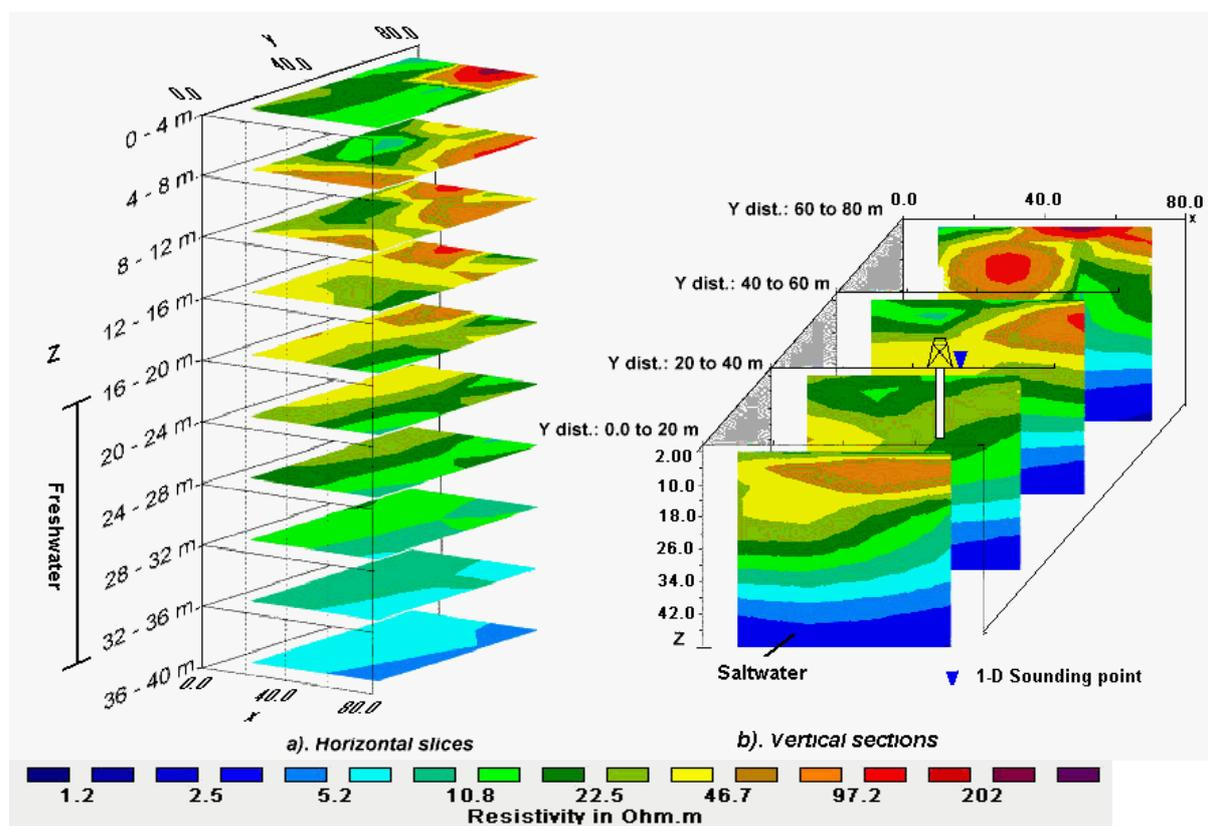 Y
0.0
40.0
80.0
0 - 4 m
4 - 8 m
8 - 12 m
12 - 16 m
16 - 20 m
20 - 24 m
24 - 28 m
28 - 32 m
32 - 36 m
36 - 40 m
Z
Freshwater
0.0
40.0
80.0
x
a). Horizontal slices
0.0
40.0
80.0
x
Y dist.: 60 to 80 m
Y dist.: 40 to 60 m
Y dist.: 20 to 40 m
Y dist.: 0.0 to 20 m
2.00
10.0
18.0
26.0
34.0
42.0
Z
Saltwater
1-D Sounding point
b). Vertical sections
1.2 2.5 5.2 10.8 22.5 46.7 97.2 202
Resistivity in Ohm.m